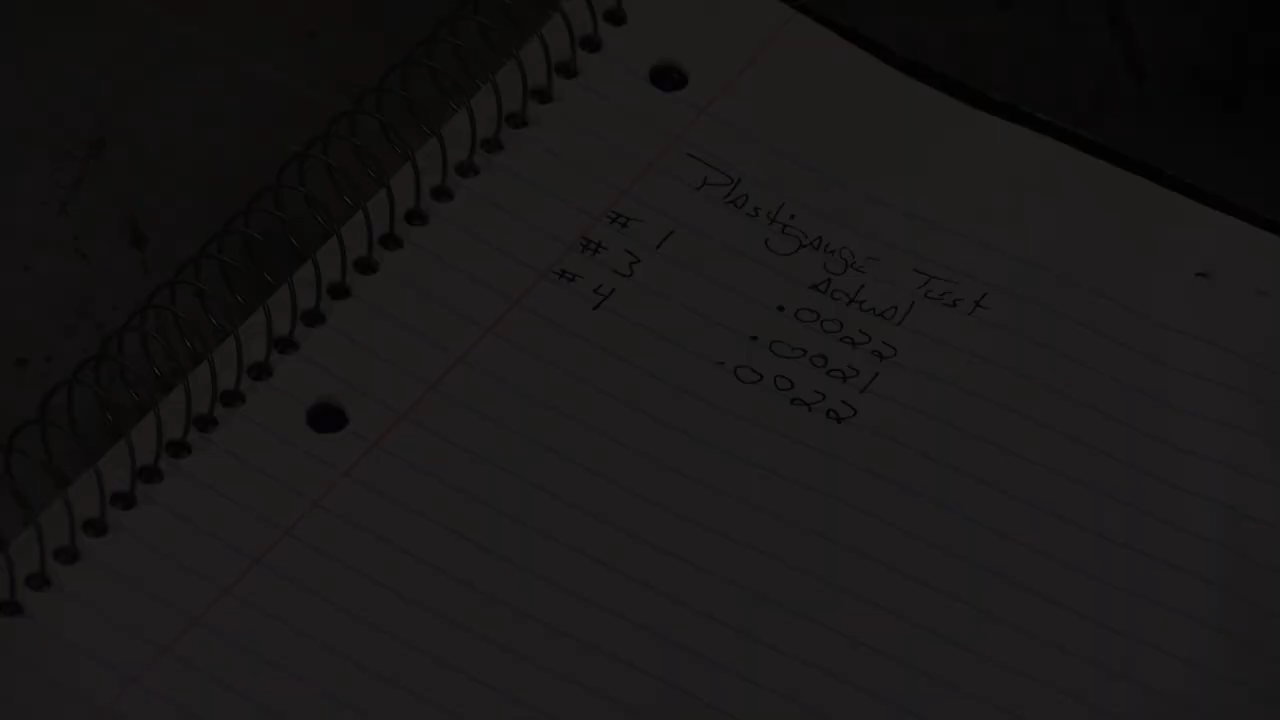 Plastigauge Test
Actual
# 1 .0022
# 3 .0021
# 4 .0022